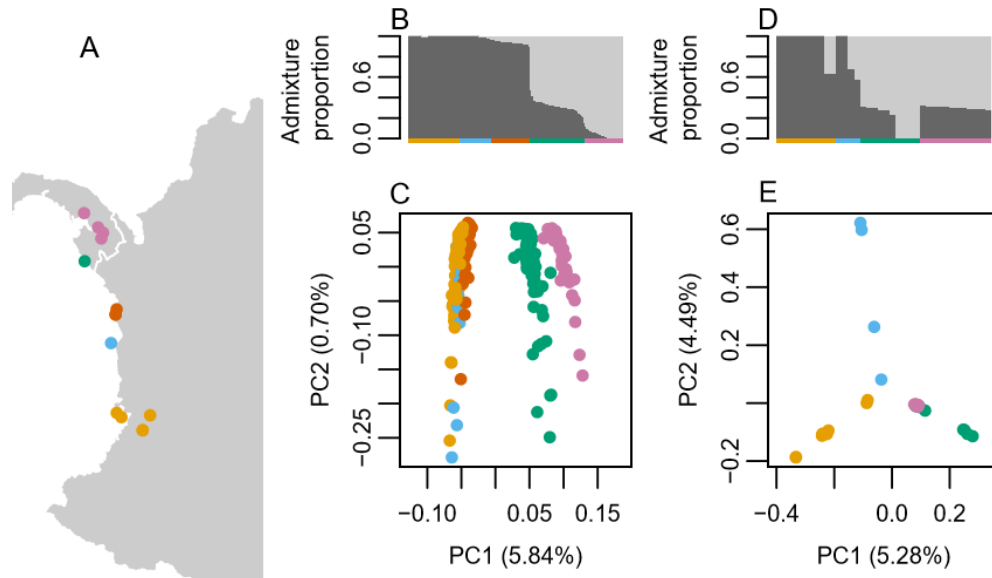 A
B
D
Admixture
proportion
0.0
0.6
Admixture
proportion
0.0
0.6
C
E
PC2 (0.70%)
−0.25
−0.10
0.05
−0.10
0.05
0.15
PC1 (5.84%)
PC2 (4.49%)
−0.2
0.2
0.4
0.6
−0.4
0.0
0.2
PC1 (5.28%)